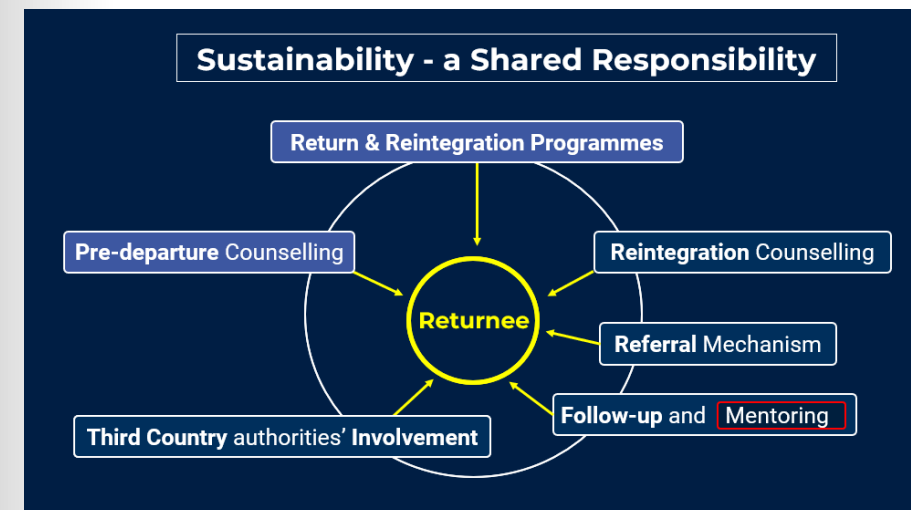 Sustainability - a Shared Responsibility
Return & Reintegration Programmes
Pre-departure Counselling
Reintegration Counselling
Returnee
Referral Mechanism
Follow-up and Mentoring
Third Country authorities’ Involvement